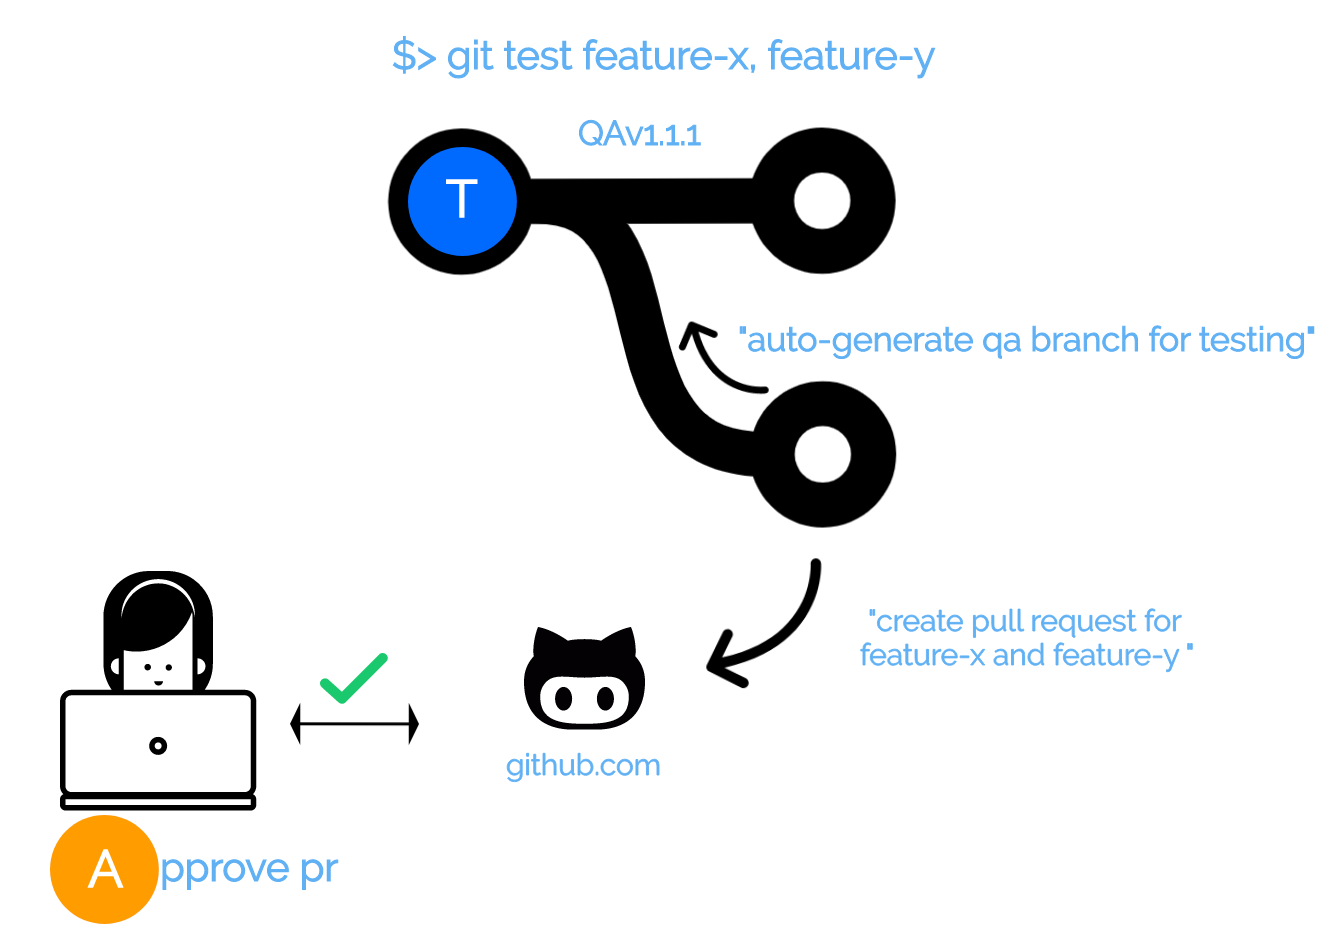 $> git test feature-x, feature-y
QAv1.1.1
T
"auto-generate qa branch for testing"
"create pull request for
feature-x and feature-y "
github.com
Approve pr